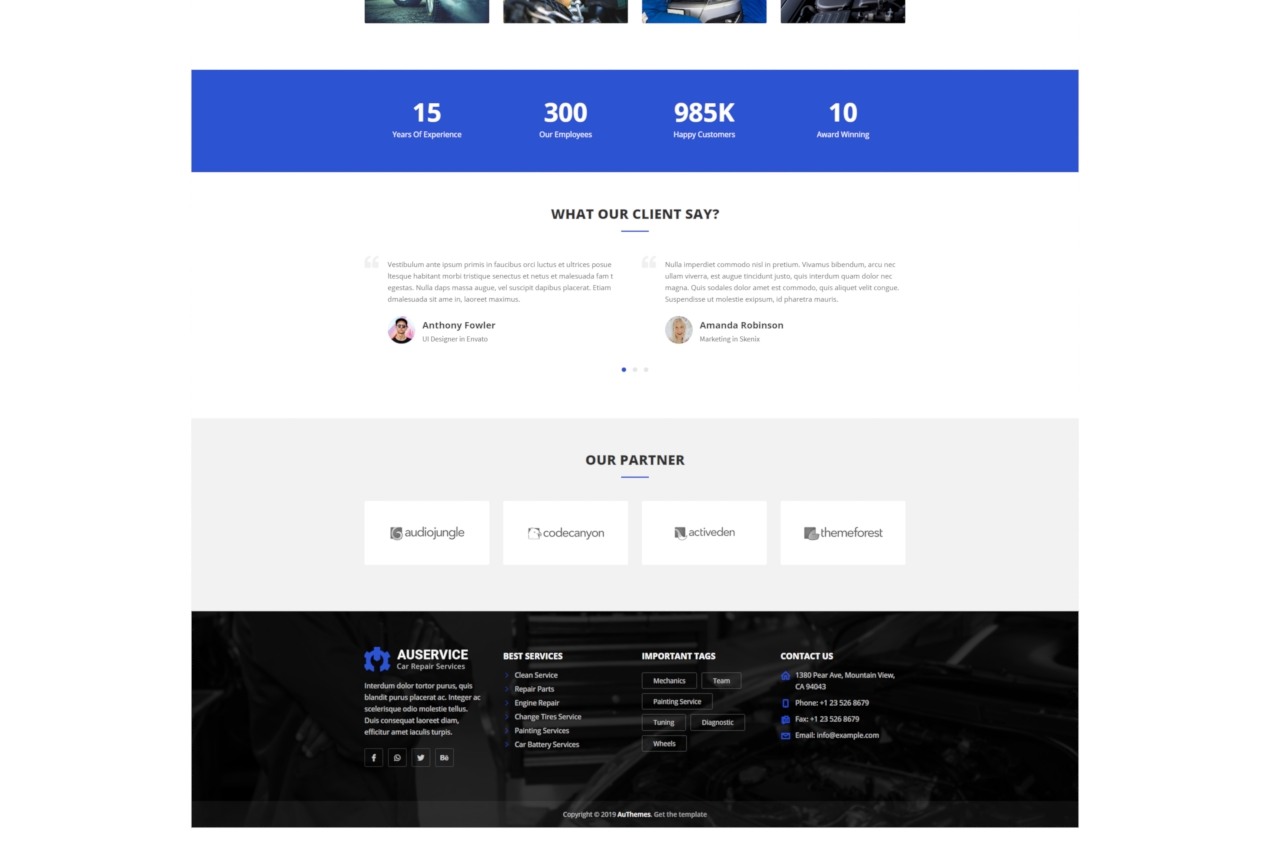 15
300
985K
10
Years Of Experience
Our Employees
Happy Customers
Award Winning
WHAT OUR CLIENT SAY?
Vestibulum ante ipsum primis in faucibus orci luctus et ultrices posue
ltesque habitant morbi tristique senectus et netus et malesuada fam t
egestas. Nulla daps massa augue, vel suscipit dapibus placerat. Etiam
dmalesuada sit ame in, laoreet maximus.
Anthony Fowler
UI Designer in Envato
Nulla imperdiet commodo nisl in pretium. Vivamus bibendum, arcu nec
ullam viverra, est augue tincidunt justo, quis interdum quam dolor nec
magna. Quis sodales dolor amet est commodo, quis aliquet velit congue.
Suspendisse ut molestie exipsum, id pharetra mauris.
Amanda Robinson
Marketing in Skenix
OUR PARTNER
audiojungle
codecanyon
activeden
themeforest
AUSERVICE
Car Repair Services
Interdum dolor tortor purus, quis
blandit purus placerat ac. Integer ac
scelerisque odio molestie tellus.
Duis consequat laoreet diam,
efficitur amet iaculis turpis.
BEST SERVICES
Clean Service
Repair Parts
Engine Repair
Change Tires Service
Painting Services
Car Battery Services
IMPORTANT TAGS
Mechanics
Team
Painting Service
Tuning
Diagnostic
Wheels
CONTACT US
1380 Pear Ave, Mountain View,
CA 94043
Phone: +1 23 526 8679
Fax: +1 23 526 8679
Email: info@example.com
Copyright © 2019 AuThemes. Get the template